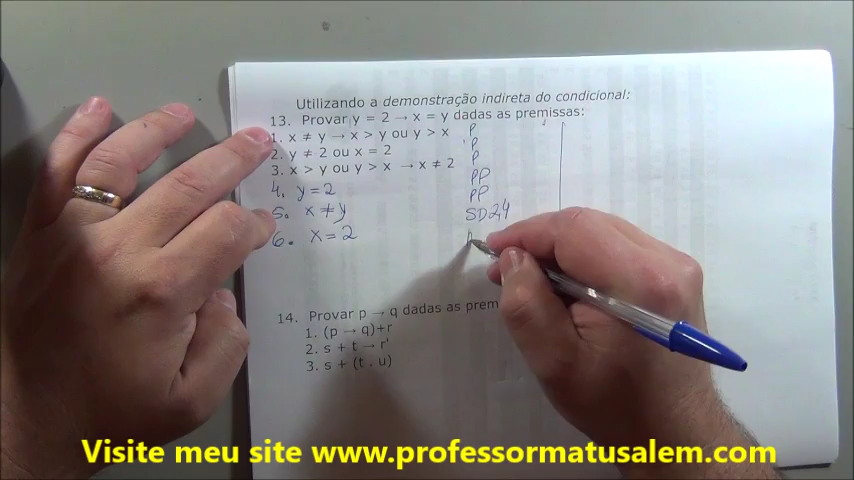 Utilizando a demonstração indireta do condicional:
13. Provar y = 2 → x = y dadas as premissas:
1. x ≠ y → x > y ou y > x P
2. y ≠ 2 ou x = 2 P
3. x > y ou y > x → x ≠ 2 P
4. y = 2 PP
5. x ≠ y PP
6. x = 2 SD 2,4
14. Provar p → q dadas as prem
1. (p → q)+r
2. s + t → r'
3. s + (t . u)
Visite meu site www.professormatusalem.com